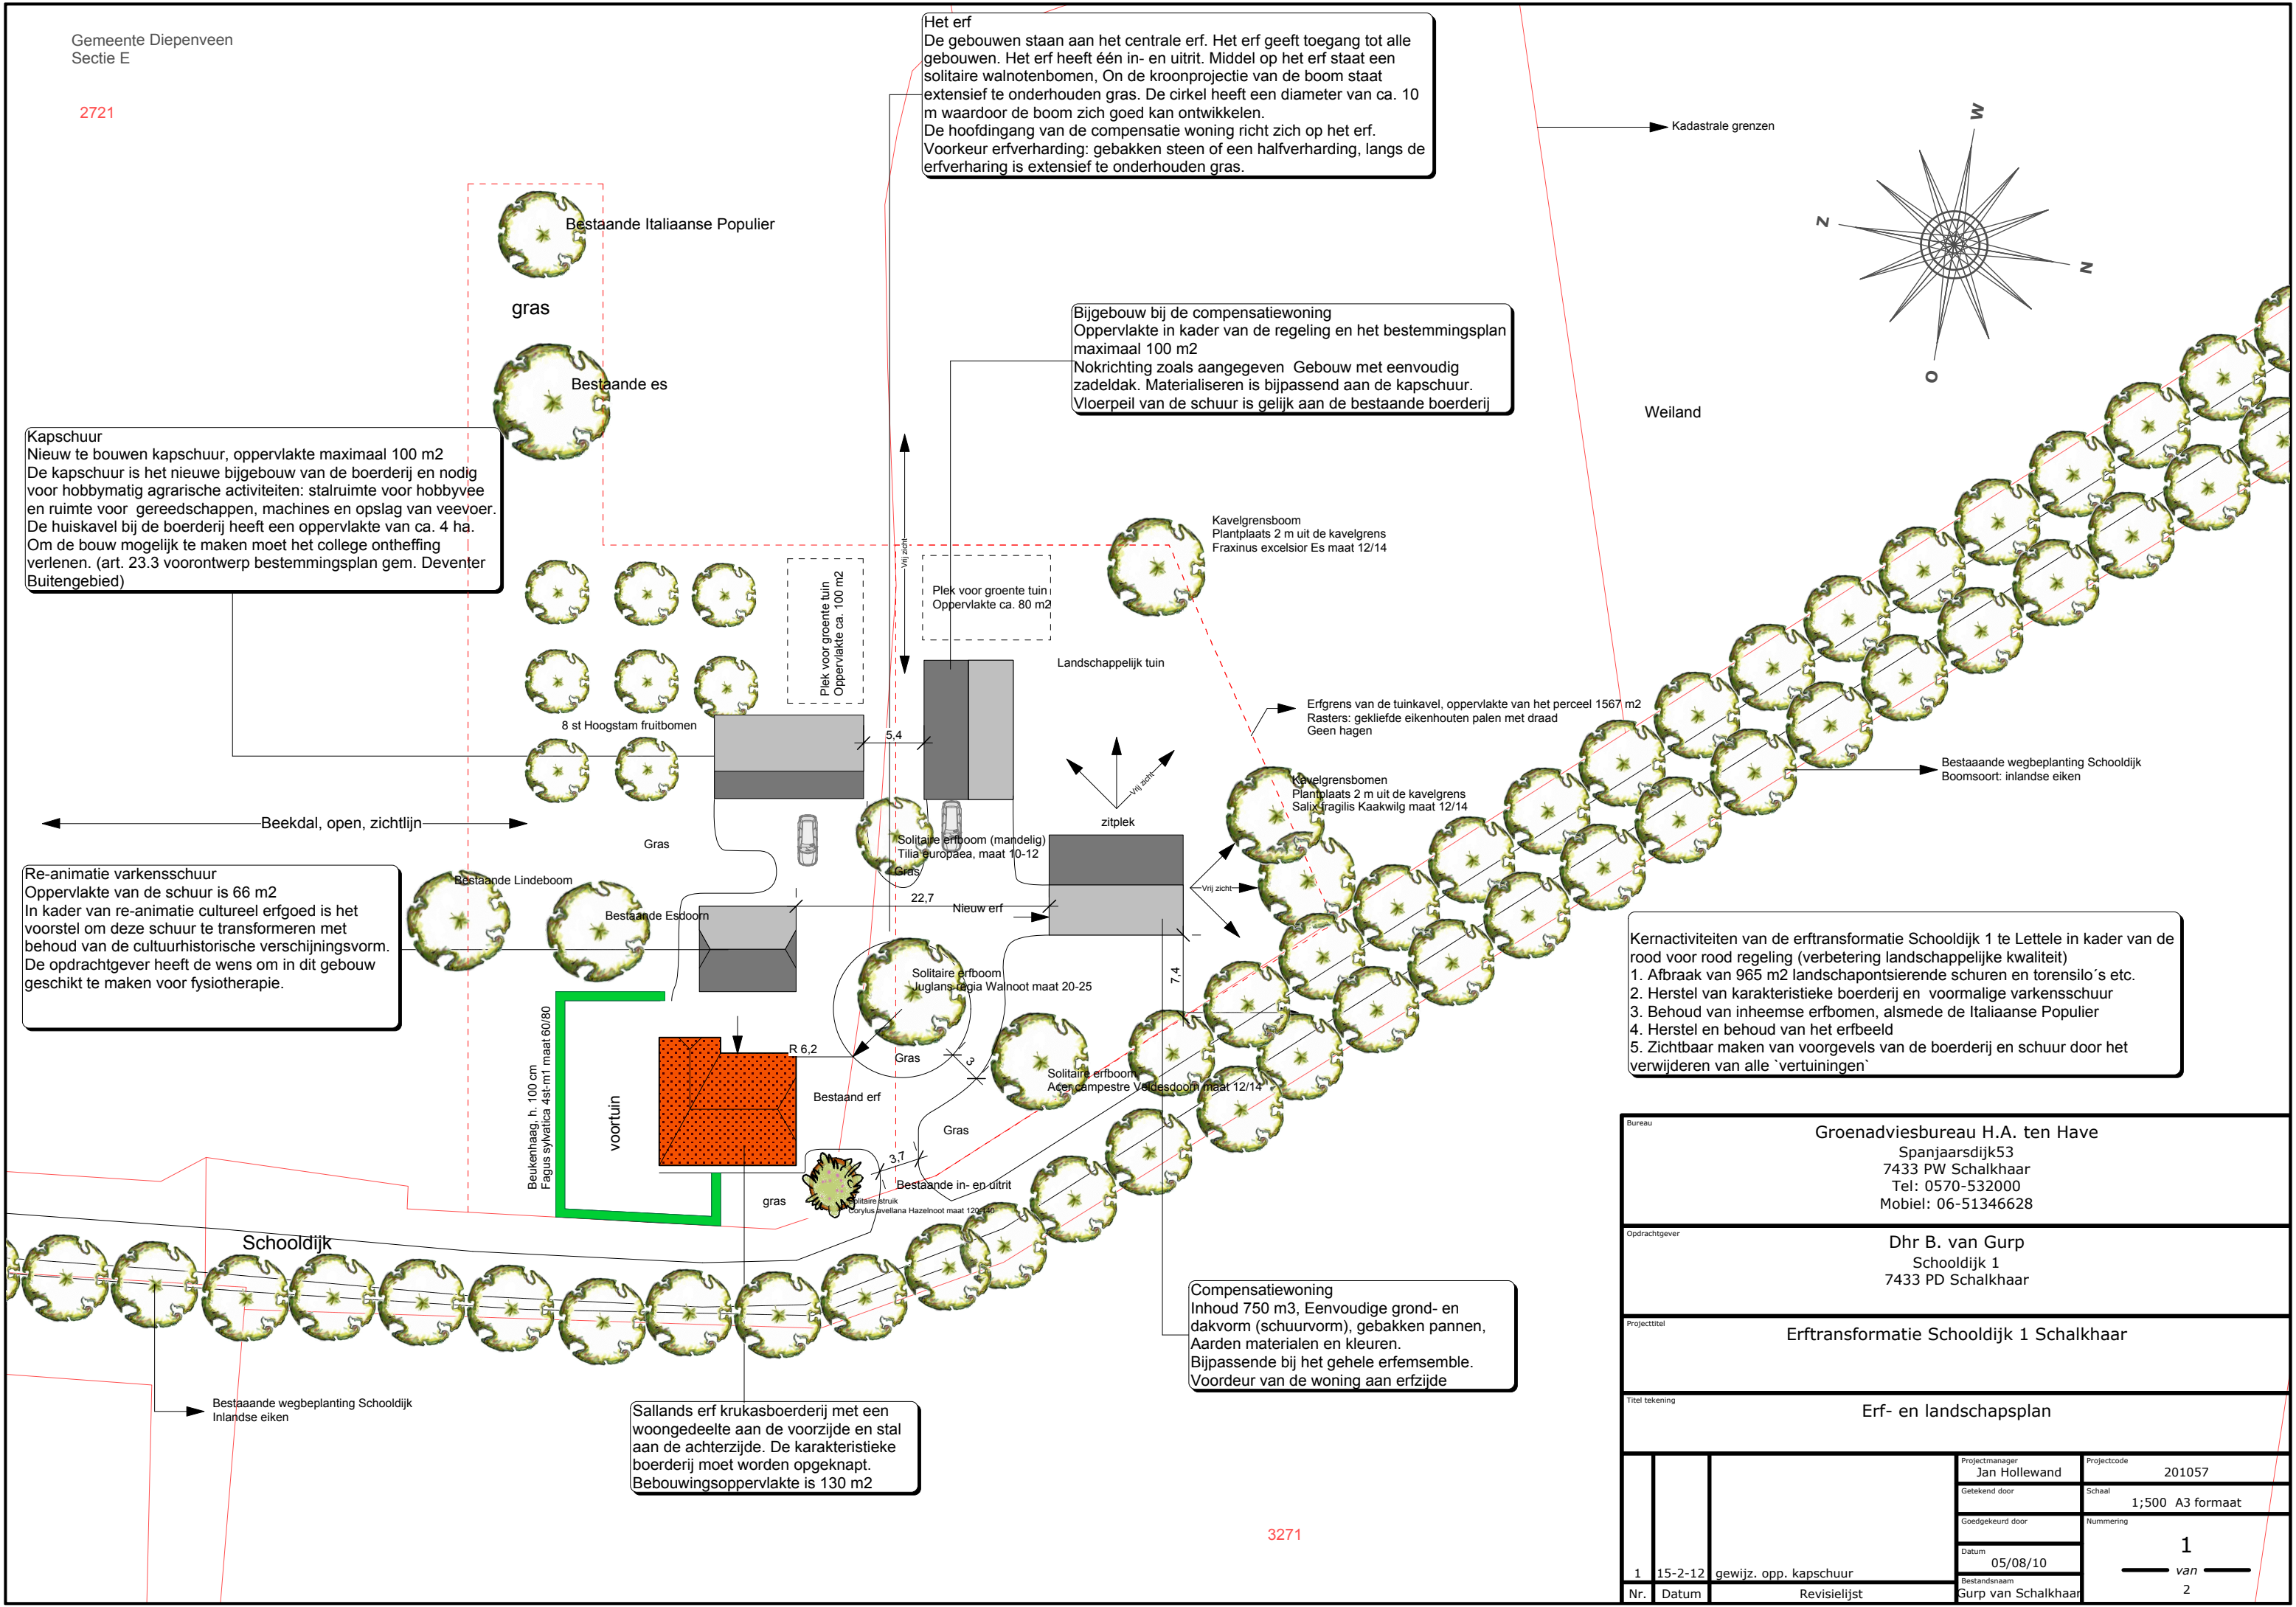 Gemeente Diepenveen
Sectie E
2721
Het erf
De gebouwen staan aan het centrale erf. Het erf geeft toegang tot alle
gebouwen. Het erf heeft één in- en uitrit. Middel op het erf staat een
solitaire walnotenbomen, On de kroonprojectie van de boom staat
extensief te onderhouden gras. De cirkel heeft een diameter van ca. 10
m waardoor de boom zich goed kan ontwikkelen.
De hoofdingang van de compensatie woning richt zich op het erf.
Voorkeur erfverharding: gebakken steen of een halfverharding, langs de
erfverharing is extensief te onderhouden gras.
Kadastrale grenzen
W
Z
N
O
Bestaande Italiaanse Populier
gras
Bestaande es
Bijgebouw bij de compensatiewoning
Oppervlakte in kader van de regeling en het bestemmingsplan
maximaal 100 m2
Nokrichting zoals aangegeven Gebouw met eenvoudig
zadeldak. Materialiseren is bijpassend aan de kapschuur.
Vloerpeil van de schuur is gelijk aan de bestaande boerderij
Weiland
Kapschuur
Nieuw te bouwen kapschuur, oppervlakte maximaal 100 m2
De kapschuur is het nieuwe bijgebouw van de boerderij en nodig
voor hobbymatig agrarische activiteiten: stalruimte voor hobbyvee
en ruimte voor gereedschappen, machines en opslag van veevoer.
De huiskavel bij de boerderij heeft een oppervlakte van ca. 4 ha.
Om de bouw mogelijk te maken moet het college ontheffing
verlenen. (art. 23.3 voorontwerp bestemmingsplan gem. Deventer
Buitengebied)
Vrij zicht
Kavelgrensboom
Plantplaats 2 m uit de kavelgrens
Fraxinus excelsior Es maat 12/14
Plek voor groente tuin
Oppervlakte ca. 100 m2
Plek voor groente tuin
Oppervlakte ca. 80 m2
Landschappelijk tuin
8 st Hoogstam fruitbomen
5,4
Erfgrens van de tuinkavel, oppervlakte van het perceel 1567 m2
Rasters: gekliefde eikenhouten palen met draad
Geen hagen
Vrij zicht
zitplek
Kavelgrensbomen
Plantplaats 2 m uit de kavelgrens
Salix fragilis Kaakwilg maat 12/14
Bestaaande wegbeplanting Schooldijk
Boomsoort: inlandse eiken
Beekdal, open, zichtlijn
Gras
Solitaire erfboom (mandelig)
Tilia europaea, maat 10-12
Gras
Re-animatie varkensschuur
Oppervlakte van de schuur is 66 m2
In kader van re-animatie cultureel erfgoed is het
voorstel om deze schuur te transformeren met
behoud van de cultuurhistorische verschijningsvorm.
De opdrachtgever heeft de wens om in dit gebouw
geschikt te maken voor fysiotherapie.
Bestaande Lindeboom
Bestaande Esdoorn
22,7
Nieuw erf
Vrij zicht
7,4
Kernactiviteiten van de erftransformatie Schooldijk 1 te Lettele in kader van de
rood voor rood regeling (verbetering landschappelijke kwaliteit)
1. Afbraak van 965 m2 landschapontsierende schuren en torensilo´s etc.
2. Herstel van karakteristieke boerderij en voormalige varkensschuur
3. Behoud van inheemse erfbomen, alsmede de Italiaanse Populier
4. Herstel en behoud van het erfbeeld
5. Zichtbaar maken van voorgevels van de boerderij en schuur door het
verwijderen van alle `vertuiningen`
Solitaire erfboom
Juglans regia Walnoot maat 20-25
R 6,2
Gras
3
Solitaire erfboom
Acer campestre Veldesdoorn maat 12/14
Bestaand erf
Gras
Beukenhaag, h. 100 cm
Fagus sylvatica 4st-m1 maat 60/80
voortuin
3,7
Bestaande in- en uitrit
gras
Solitaire struik
Corylus avellana Hazelnoot maat 120-140
Schooldijk
Bestaaande wegbeplanting Schooldijk
Inlandse eiken
Compensatiewoning
Inhoud 750 m3, Eenvoudige grond- en
dakvorm (schuurvorm), gebakken pannen,
Aarden materialen en kleuren.
Bijpassende bij het gehele erfemsemble.
Voordeur van de woning aan erfzijde
Sallands erf krukasboerderij met een
woongedeelte aan de voorzijde en stal
aan de achterzijde. De karakteristieke
boerderij moet worden opgeknapt.
Bebouwingsoppervlakte is 130 m2
3271
Bureau
Groenadviesbureau H.A. ten Have
Spanjaarsdijk53
7433 PW Schalkhaar
Tel: 0570-532000
Mobiel: 06-51346628
Opdrachtgever
Dhr B. van Gurp
Schooldijk 1
7433 PD Schalkhaar
Projecttitel
Erftransformatie Schooldijk 1 Schalkhaar
Titel tekening
Erf- en landschapsplan
Projectmanager
Jan Hollewand
Projectcode
201057
Getekend door
Schaal
1;500 A3 formaat
Goedgekeurd door
Nummering
1
van
2
Datum
05/08/10
Bestandsnaam
Gurp van Schalkhaar
1 15-2-12 gewijz. opp. kapschuur
Nr. Datum Revisielijst